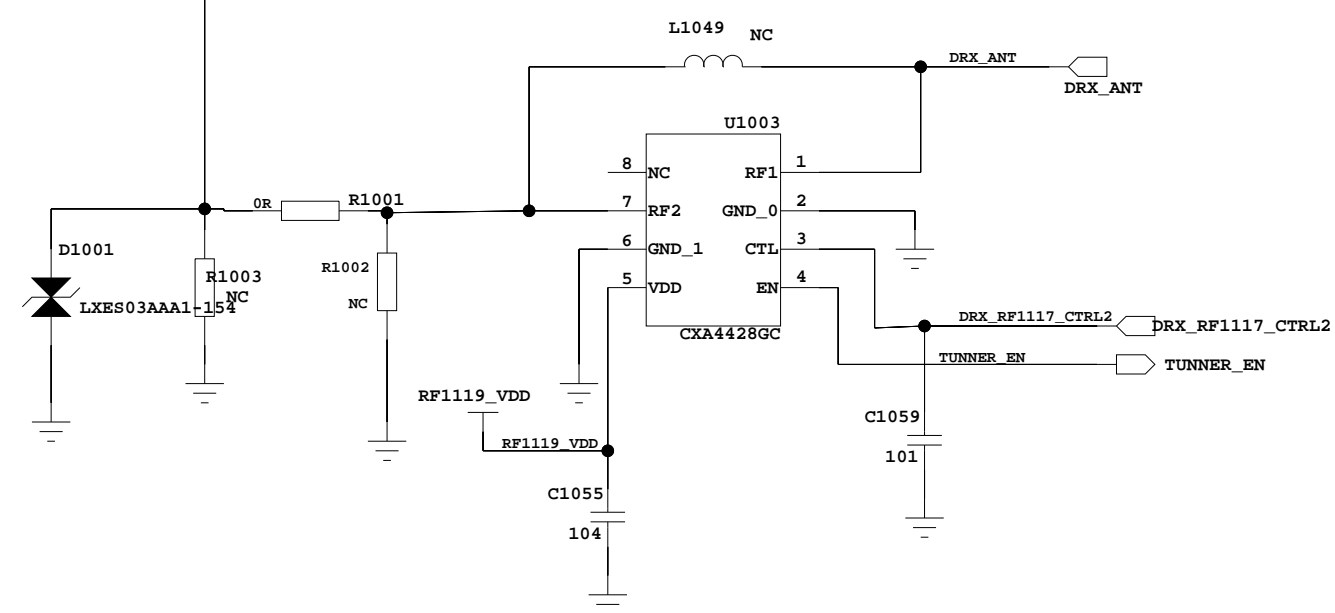 L1049
NC
DRX_ANT
DRX_ANT
U1003
8
NC
RF1
1
0R
R1001
7
RF2
GND_0
2
D1001
6
GND_1
CTL
3
R1003
NC
R1002
NC
5
VDD
EN
4
LXES03AAA1-154
CXA4428GC
DRX_RF1117_CTRL2
DRX_RF1117_CTRL2
TUNNER_EN
TUNNER_EN
RF1119_VDD
RF1119_VDD
C1059
101
C1055
104